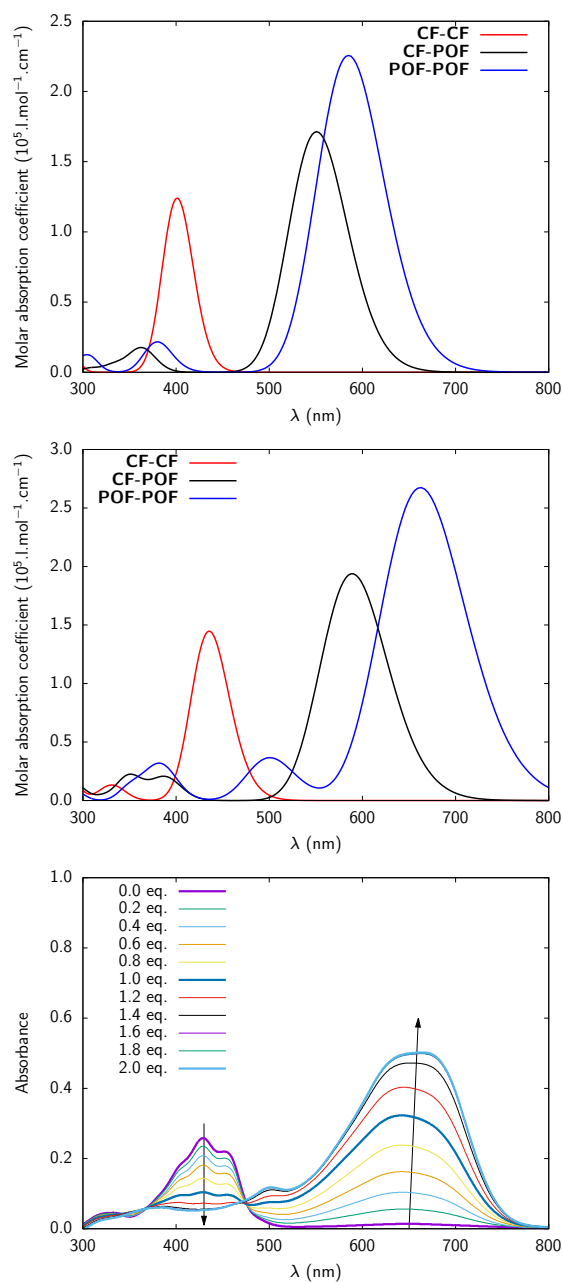 2.5
2.0
1.5
1.0
0.5
0.0
Molar absorption coefficient (10⁵.l.mol⁻¹.cm⁻¹)
CF-CF
CF-POF
POF-POF
300 400 500 600 700 800
λ (nm)
3.0
2.5
2.0
1.5
1.0
0.5
0.0
Molar absorption coefficient (10⁵.l.mol⁻¹.cm⁻¹)
CF-CF
CF-POF
POF-POF
300 400 500 600 700 800
λ (nm)
1.0
0.8
0.6
0.4
0.2
0.0
Absorbance
0.0 eq.
0.2 eq.
0.4 eq.
0.6 eq.
0.8 eq.
1.0 eq.
1.2 eq.
1.4 eq.
1.6 eq.
1.8 eq.
2.0 eq.
300 400 500 600 700 800
λ (nm)